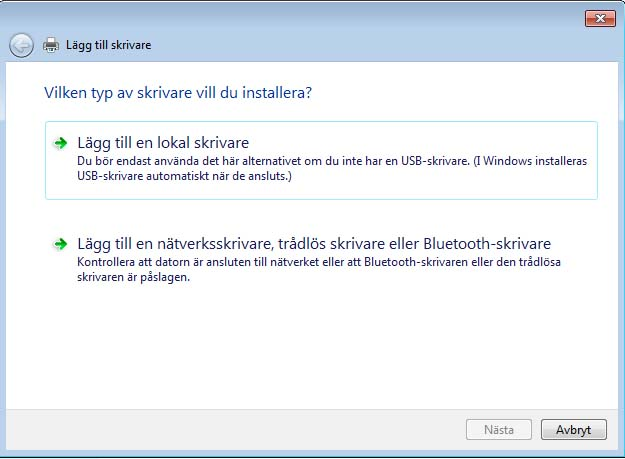 Lägg till skrivare
Vilken typ av skrivare vill du installera?
Lägg till en lokal skrivare
Du bör endast använda det här alternativet om du inte har en USB-skrivare. (I Windows installeras
USB-skrivare automatiskt när de ansluts.)
Lägg till en nätverksskrivare, trådlös skrivare eller Bluetooth-skrivare
Kontrollera att datorn är ansluten till nätverket eller att Bluetooth-skrivaren eller den trådlösa
skrivaren är påslagen.
Nästa
Avbryt